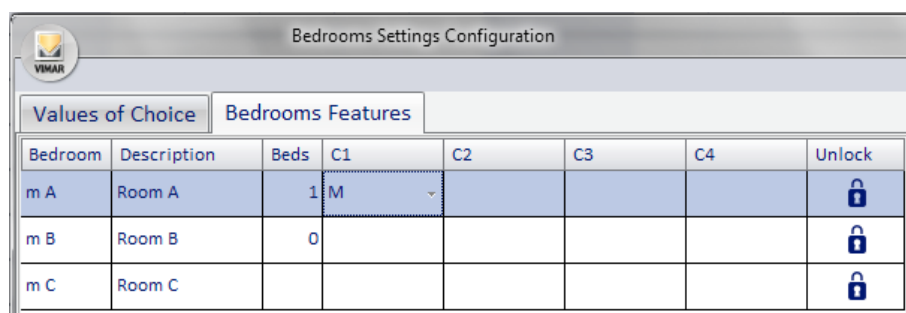 Bedrooms Settings Configuration
VIMAR
Values of Choice Bedrooms Features
Bedroom Description Beds C1 C2 C3 C4 Unlock
m A Room A 1 M
m B Room B 0
m C Room C